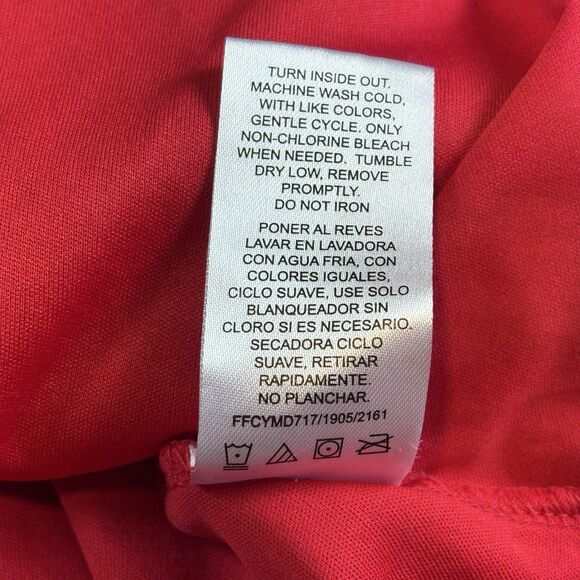 TURN INSIDE OUT,
MACHINE WASH COLD,
WITH LIKE COLORS,
GENTLE CYCLE. ONLY
NON-CHLORINE BLEACH
WHEN NEEDED. TUMBLE
DRY LOW, REMOVE
PROMPTLY.
DO NOT IRON
PONER AL REVES
LAVAR EN LAVADORA
CON AGUA FRIA, CON
COLORES IGUALES,
CICLO SUAVE, USE SOLO
BLANQUEADOR SIN
CLORO SI ES NECESARIO.
SECADORA CICLO
SUAVE, RETIRAR
RAPIDAMENTE.
NO PLANCHAR.
FFCYMD717/1905/2161